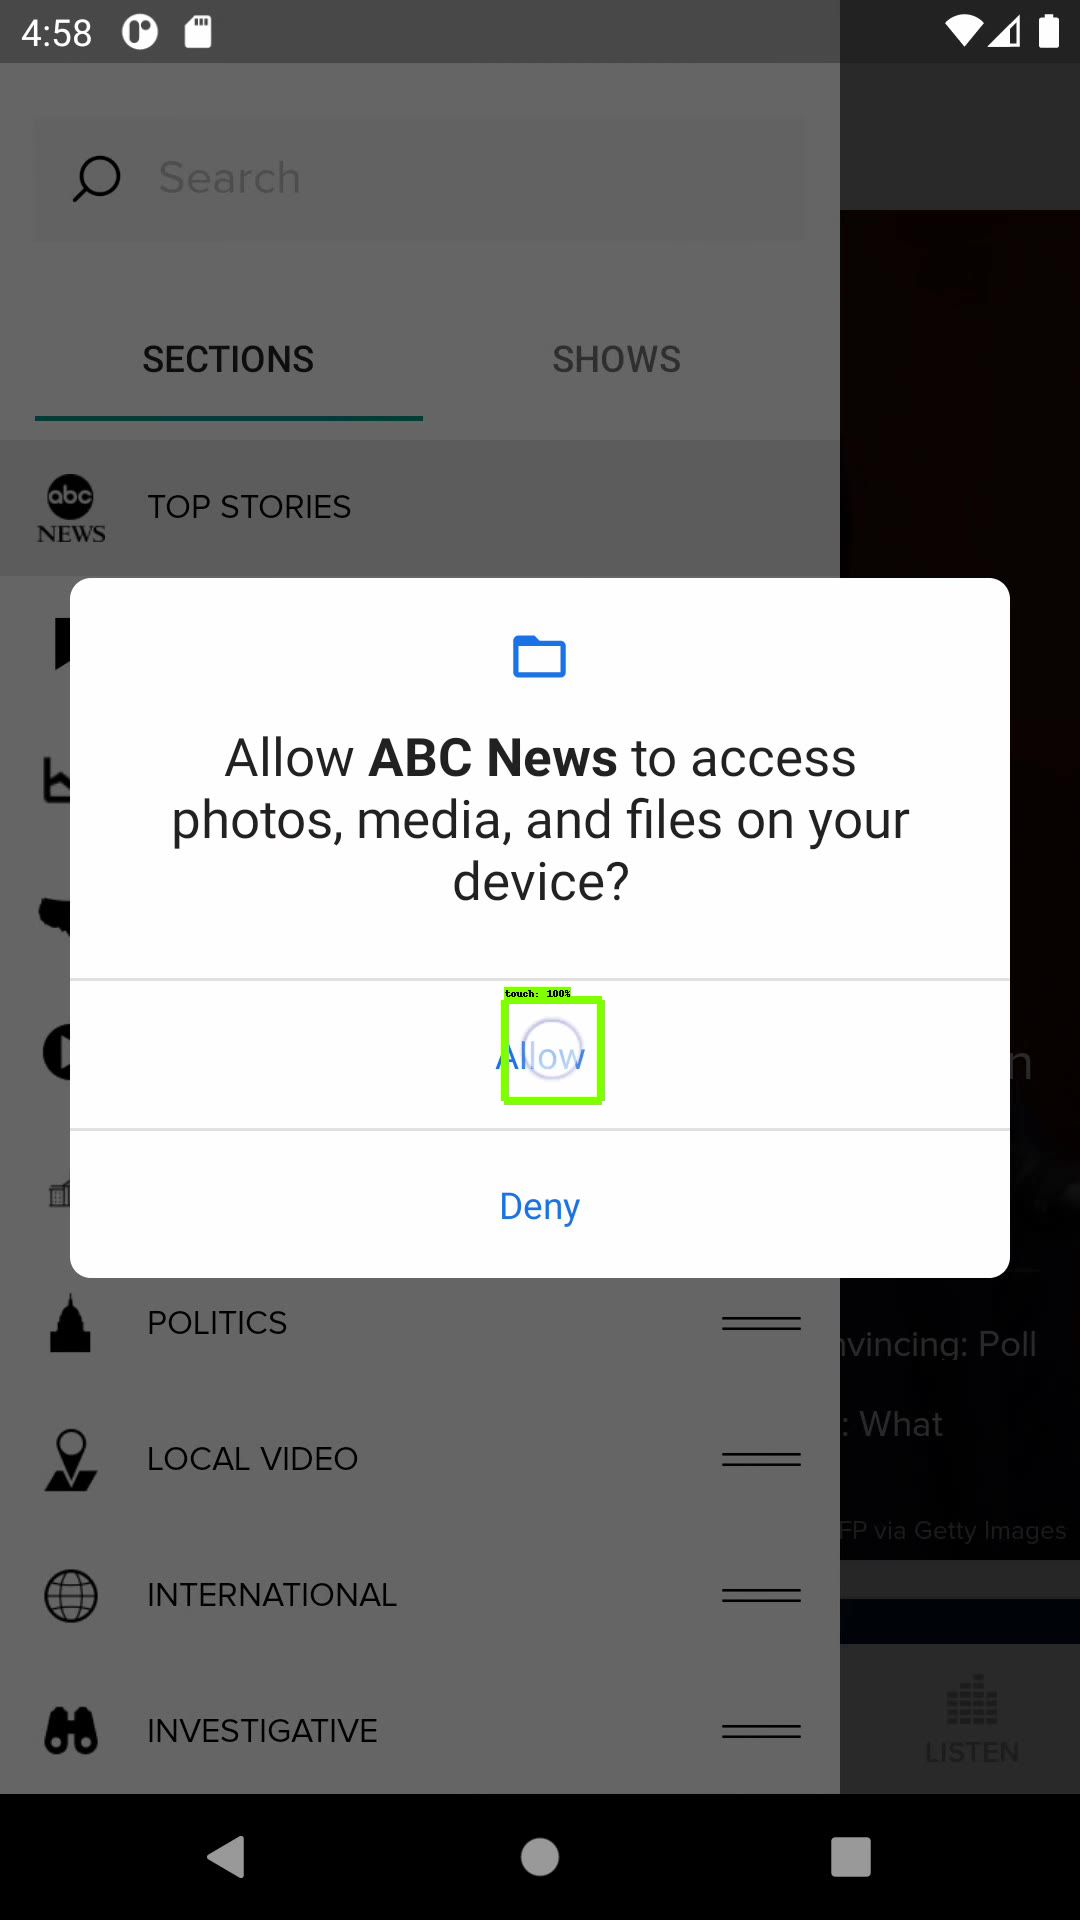 4:58
Search
SECTIONS SHOWS
abc
NEWS
TOP STORIES
Allow ABC News to access
photos, media, and files on your
device?
touch: 100%
Allow
Deny
POLITICS
nvincing: Poll
LOCAL VIDEO
: What
FP via Getty Images
INTERNATIONAL
INVESTIGATIVE
LISTEN